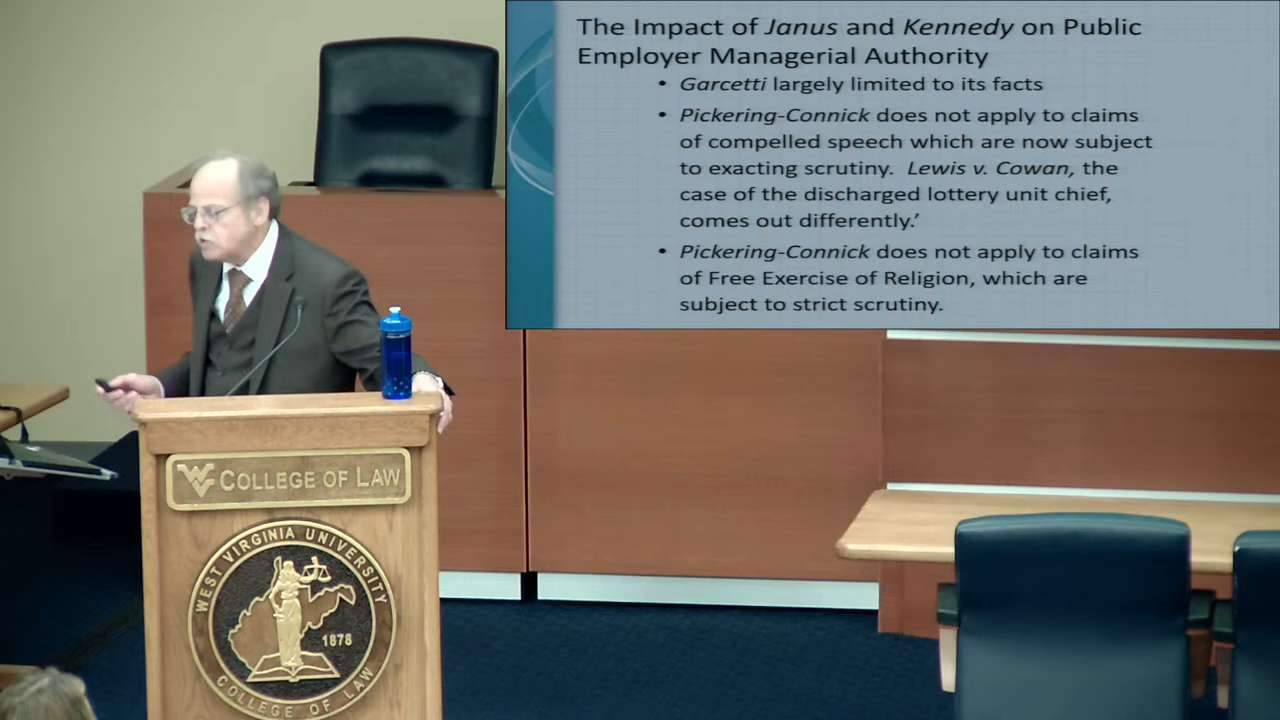 The Impact of Janus and Kennedy on Public
Employer Managerial Authority
• Garcetti largely limited to its facts
• Pickering-Connick does not apply to claims
of compelled speech which are now subject
to exacting scrutiny. Lewis v. Cowan, the
case of the discharged lottery unit chief,
comes out differently.’
• Pickering-Connick does not apply to claims
of Free Exercise of Religion, which are
subject to strict scrutiny.
WV COLLEGE OF LAW
WEST VIRGINIA UNIVERSITY
1878
COLLEGE OF LAW